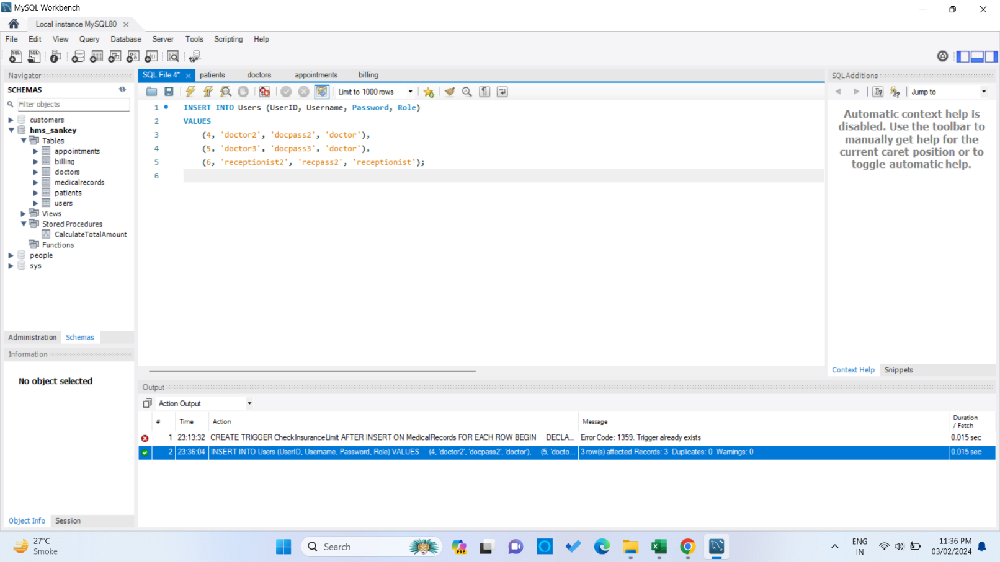 MySQL Workbench
Local instance MySQL80
File Edit View Query Database Server Tools Scripting Help
Navigator
SCHEMAS
Filter objects
customers
hms_sankey
Tables
appointments
billing
doctors
medicalrecords
patients
users
Views
Stored Procedures
CalculateTotalAmount
Functions
people
sys
Administration Schemas
Information
No object selected
Object Info Session
SQL File 4* patients doctors appointments billing
Limit to 1000 rows
1 INSERT INTO Users (UserID, Username, Password, Role)
2 VALUES
3 (4, 'doctor2', 'docpass2', 'doctor'),
4 (5, 'doctor3', 'docpass3', 'doctor'),
5 (6, 'receptionist2', 'recpass2', 'receptionist');
6
SQLAdditions
Jump to
Automatic context help is
disabled. Use the toolbar to
manually get help for the
current caret position or to
toggle automatic help.
Context Help Snippets
Output
Action Output
# Time Action Message Duration / Fetch
1 23:13:32 CREATE TRIGGER CheckInsuranceLimit AFTER INSERT ON MedicalRecords FOR EACH ROW BEGIN DECLA... Error Code: 1359. Trigger already exists 0.015 sec
2 23:36:04 INSERT INTO Users (UserID, Username, Password, Role) VALUES (4, 'doctor2', 'docpass2', 'doctor'), (5, 'docto... 3 row(s) affected Records: 3 Duplicates: 0 Warnings: 0 0.015 sec
27°C
Smoke
Search
PRE
ENG
IN
11:36 PM
03/02/2024